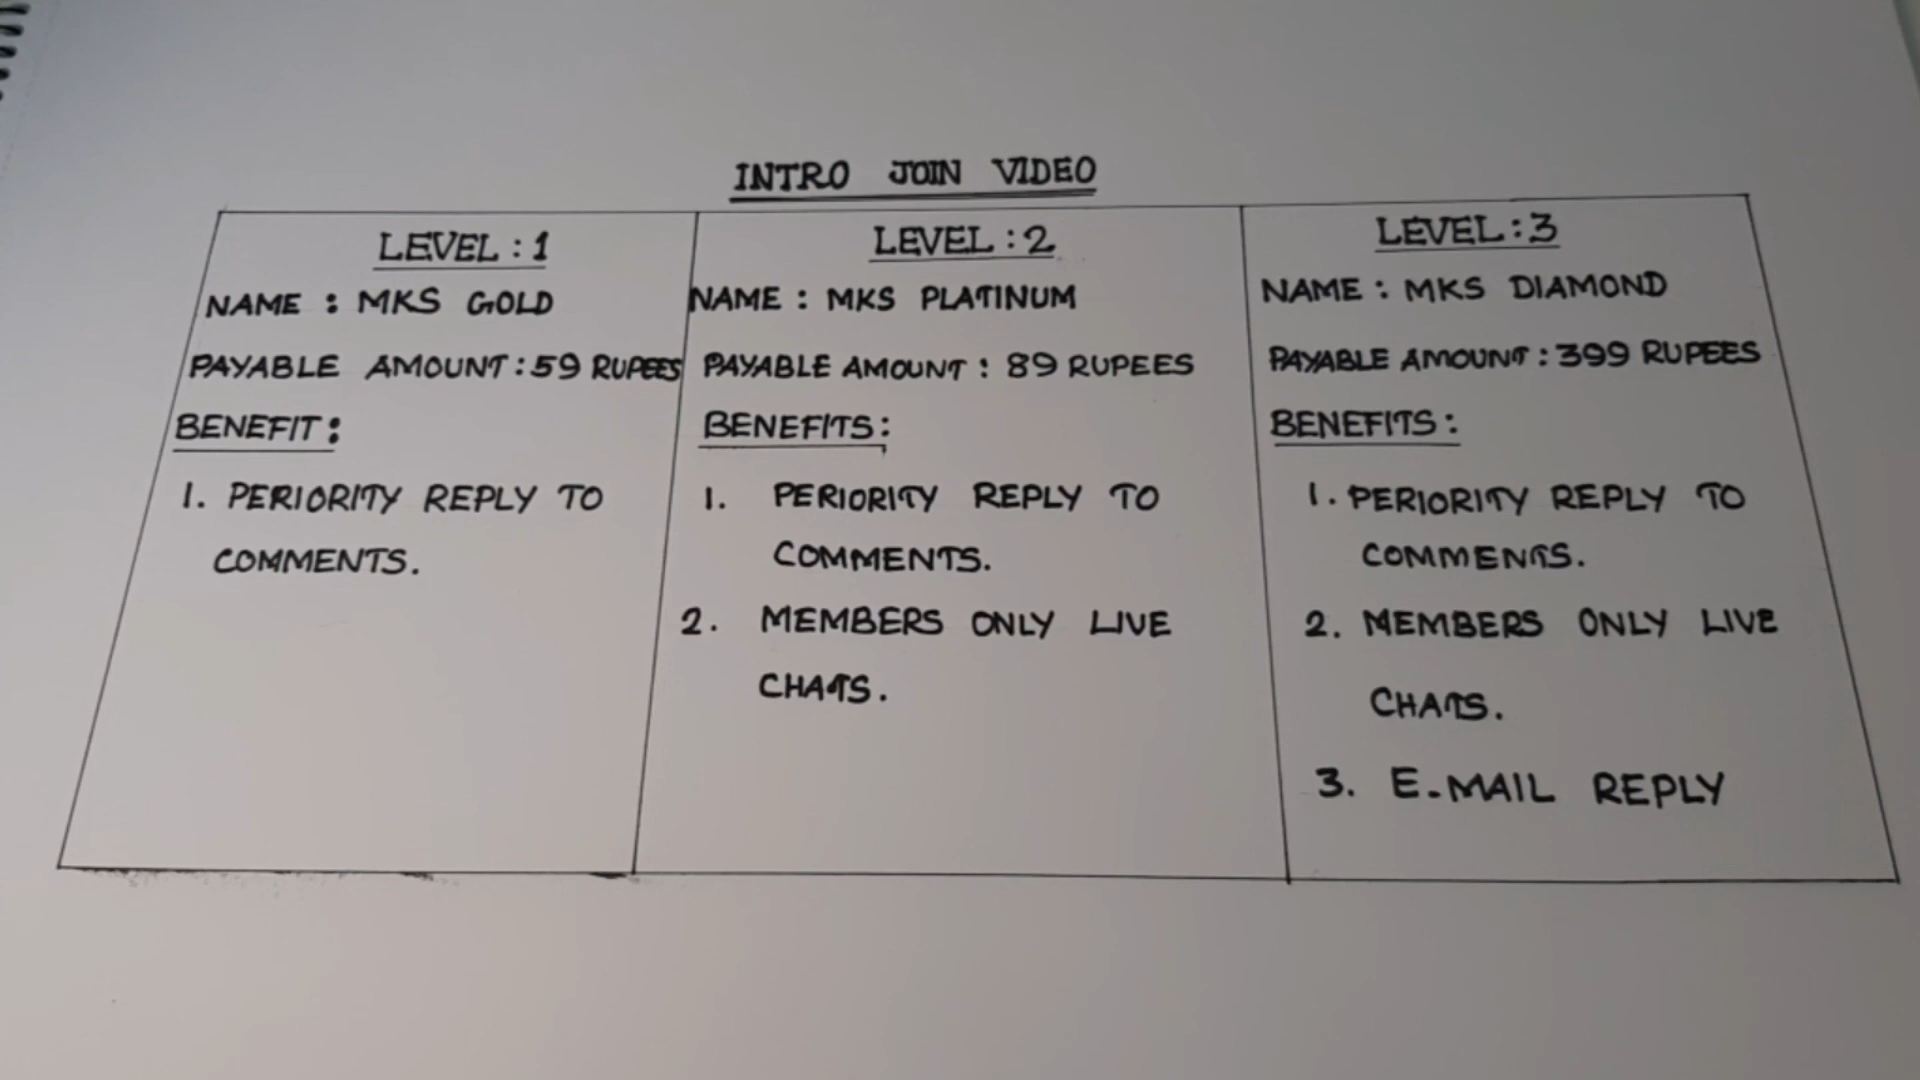 INTRO JOIN VIDEO
LEVEL : 1
NAME : MKS GOLD
PAYABLE AMOUNT : 59 RUPEES
BENEFIT :
1. PERIORITY REPLY TO
COMMENTS.
LEVEL : 2
NAME : MKS PLATINUM
PAYABLE AMOUNT : 89 RUPEES
BENEFITS :
1. PERIORITY REPLY TO
COMMENTS.
2. MEMBERS ONLY LIVE
CHATS.
LEVEL : 3
NAME : MKS DIAMOND
PAYABLE AMOUNT : 399 RUPEES
BENEFITS :
1. PERIORITY REPLY TO
COMMENTS.
2. MEMBERS ONLY LIVE
CHATS.
3. E-MAIL REPLY